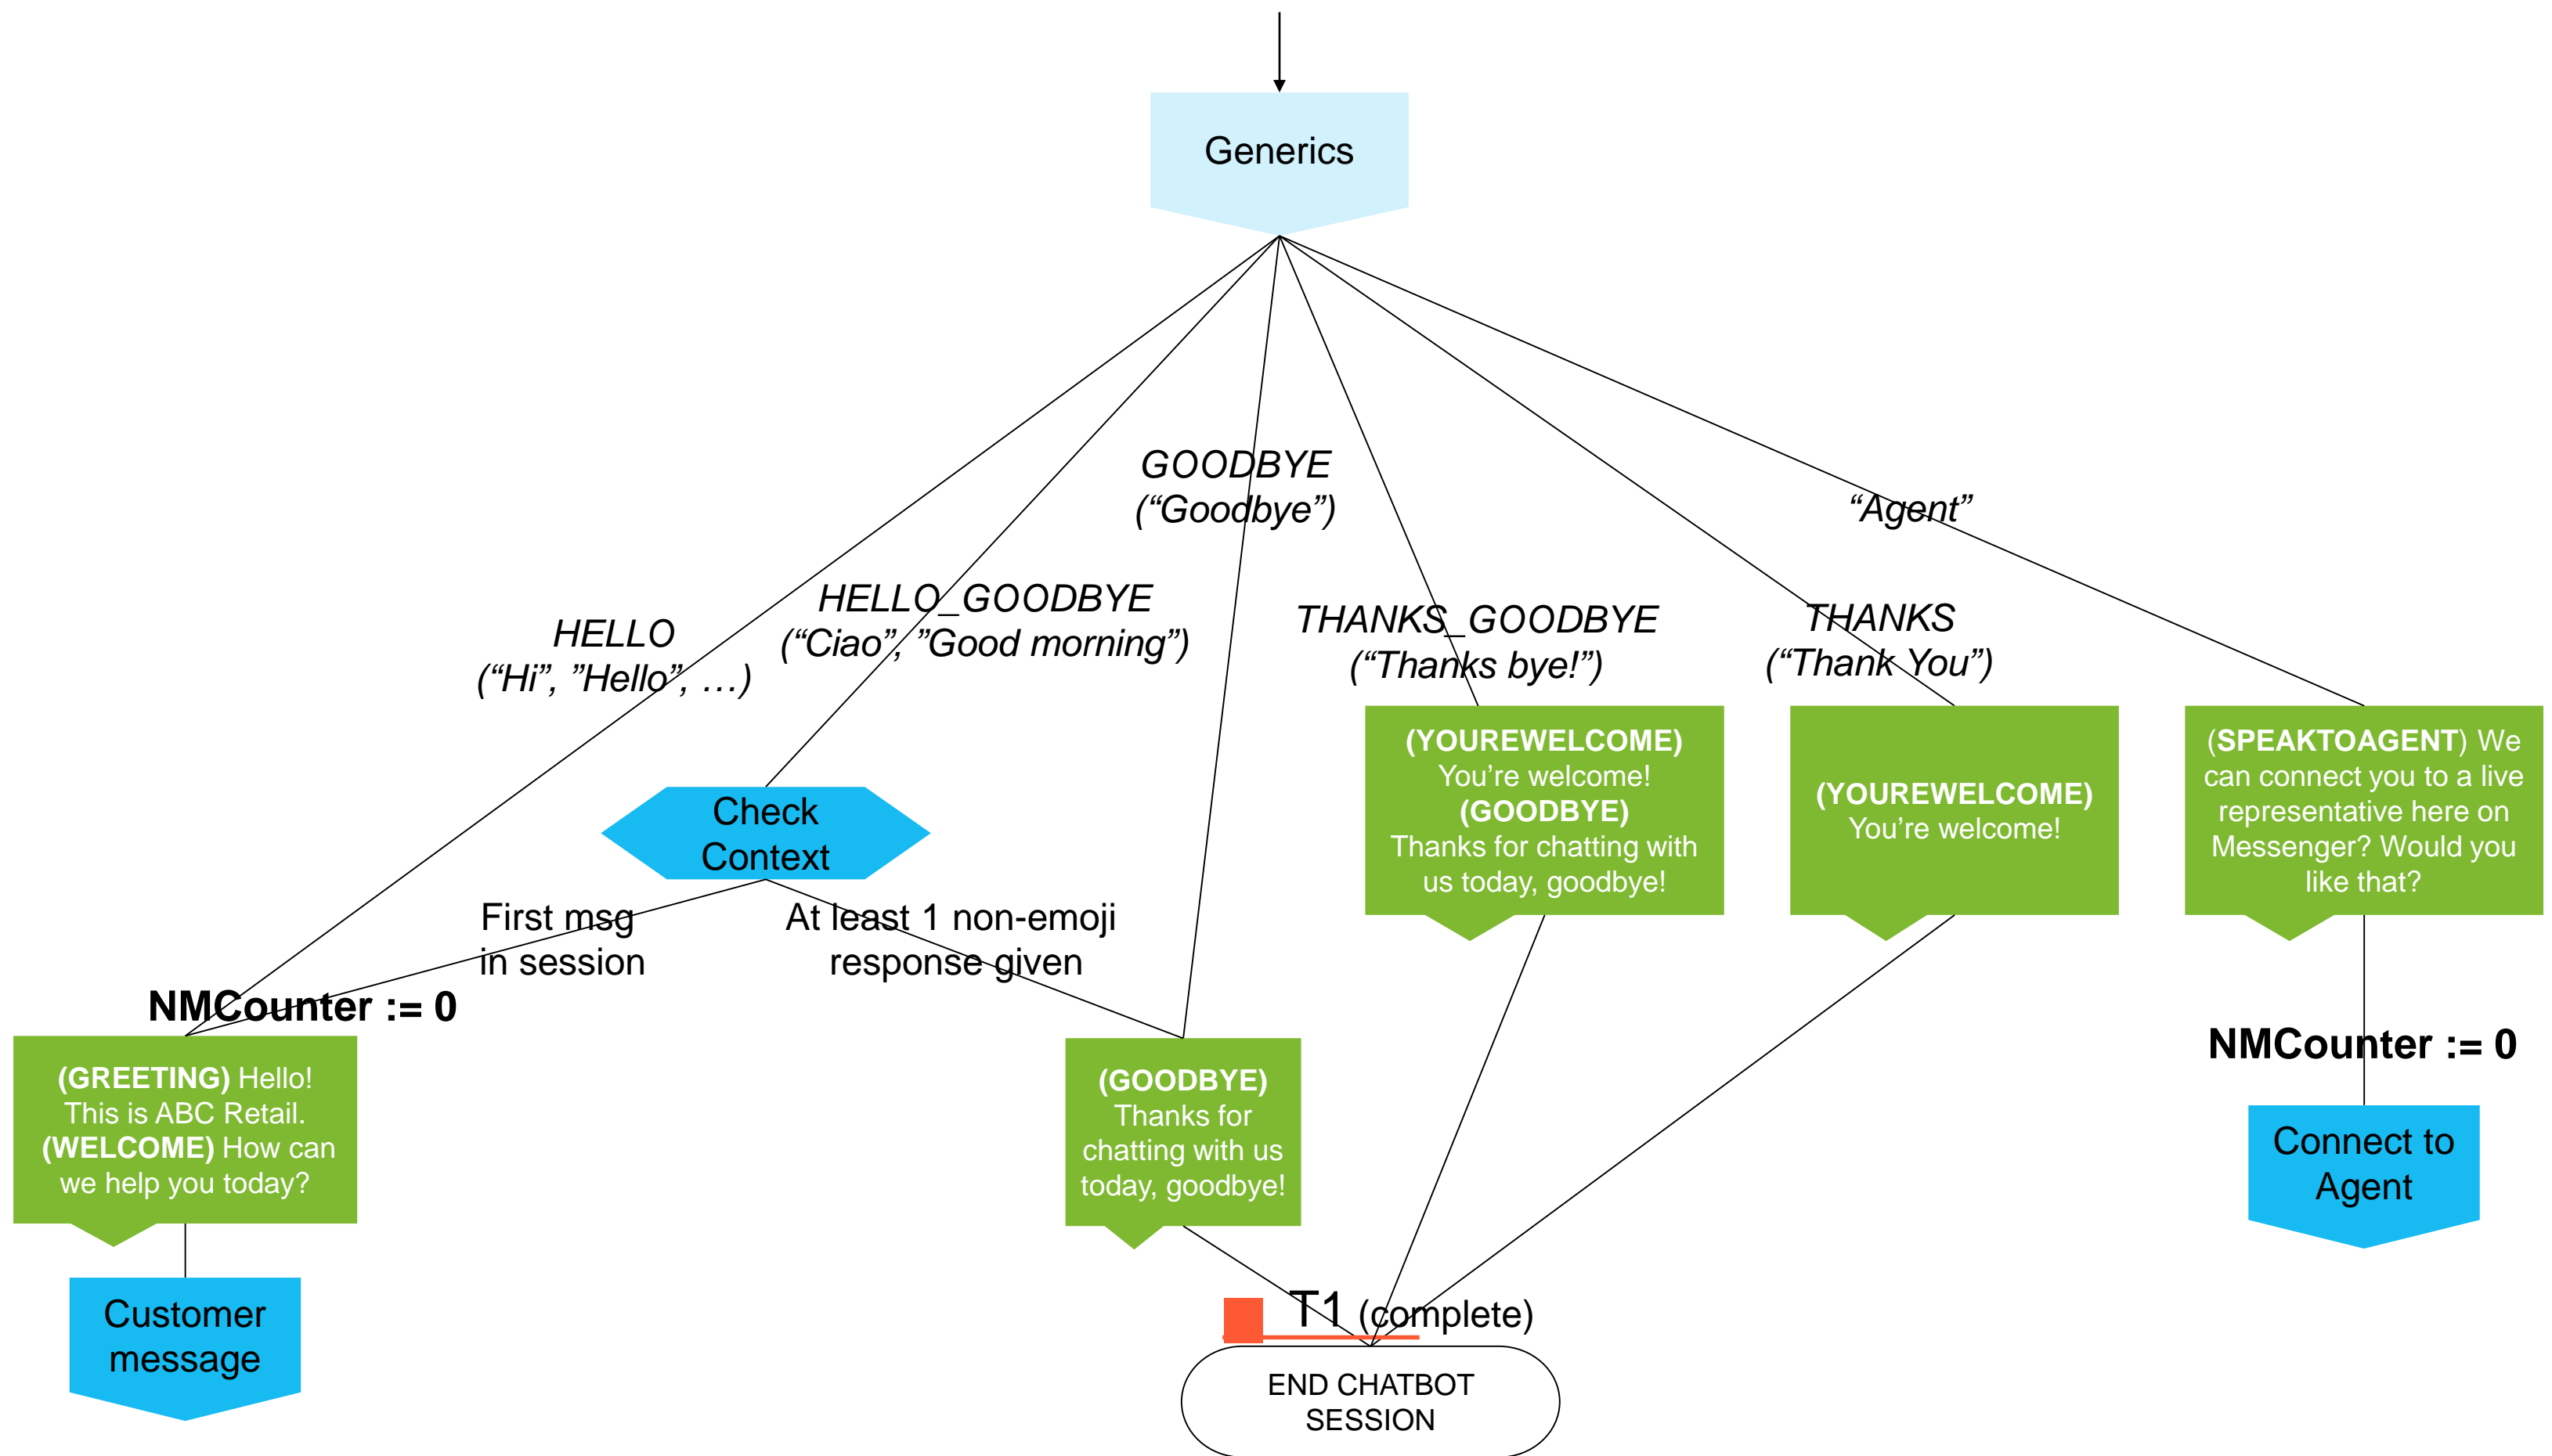 Generics
GOODBYE
(“Goodbye”)
“Agent”
HELLO_GOODBYE
(“Ciao”, ”Good morning”)
HELLO
(“Hi”, ”Hello”, …)
THANKS_GOODBYE
(“Thanks bye!”)
THANKS
(“Thank You”)
(YOUREWELCOME)
You’re welcome!
(GOODBYE)
Thanks for chatting with
us today, goodbye!
(YOUREWELCOME)
You’re welcome!
(SPEAKTOAGENT) We
can connect you to a live
representative here on
Messenger? Would you
like that?
Check
Context
First msg
in session
At least 1 non-emoji
response given
NMCounter := 0
NMCounter := 0
(GREETING) Hello!
This is ABC Retail.
(WELCOME) How can
we help you today?
(GOODBYE)
Thanks for
chatting with us
today, goodbye!
Connect to
Agent
Customer
message
T1 (complete)
END CHATBOT
SESSION